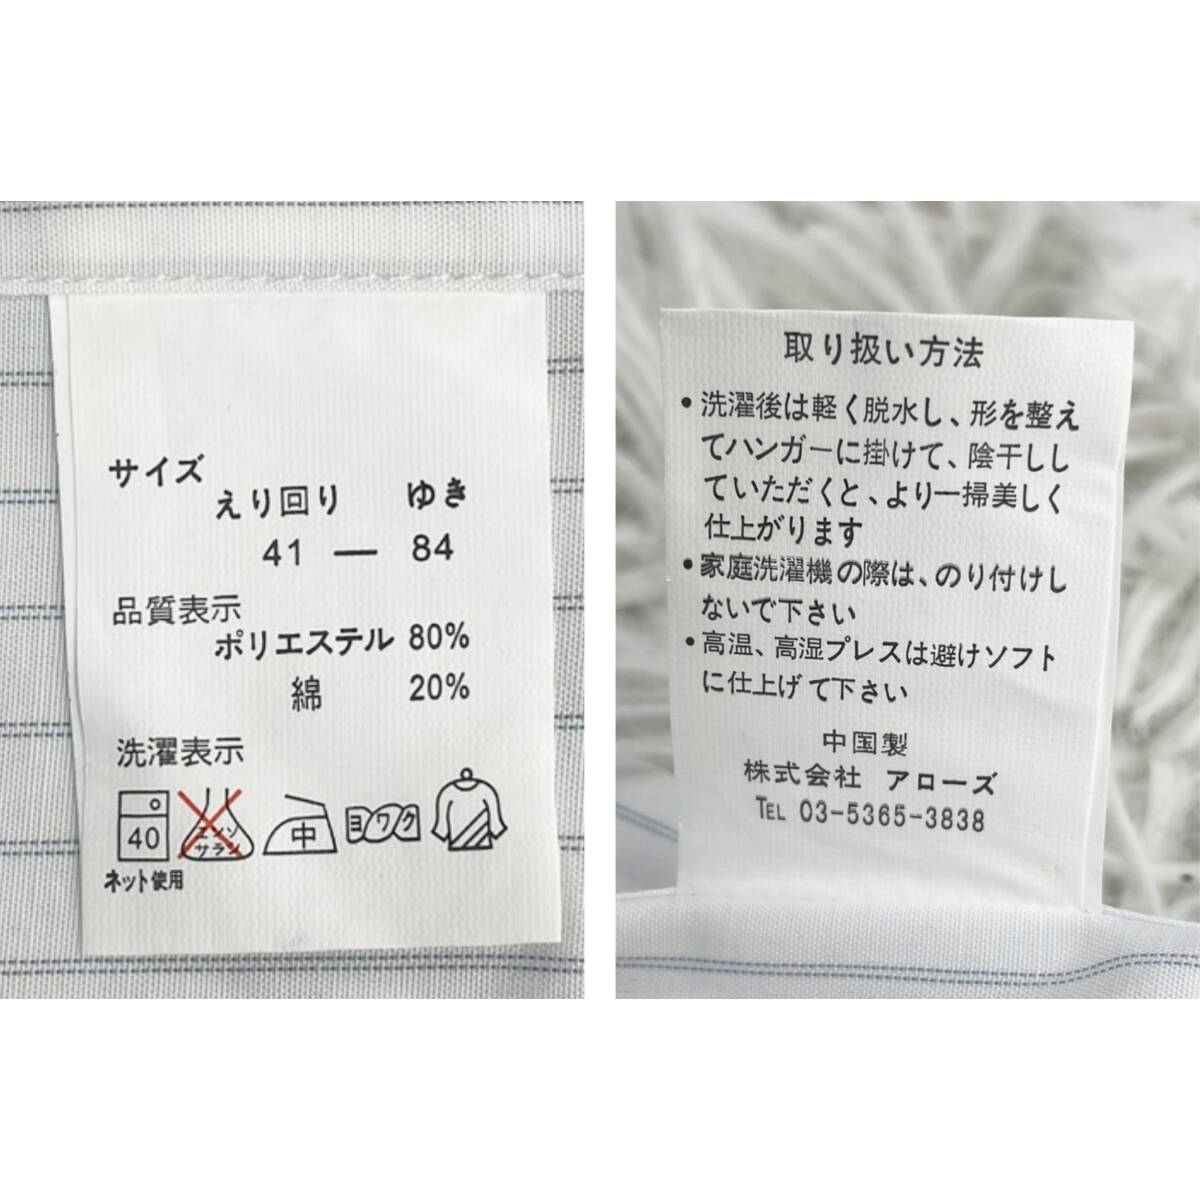 サイズ
えり回り ゆき
41 — 84
品質表示
ポリエステル 80%
綿 20%
洗濯表示
40
エンソ
サラシ
中
ヨワク
ネット使用
取り扱い方法
•洗濯後は軽く脱水し、形を整え
てハンガーに掛けて、陰干しし
ていただくと、より一掃美しく
仕上がります
•家庭洗濯機の際は、のり付けし
ないで下さい
•高温、高湿プレスは避けソフト
に仕上げて下さい
中国製
株式会社 アローズ
TEL 03-5365-3838